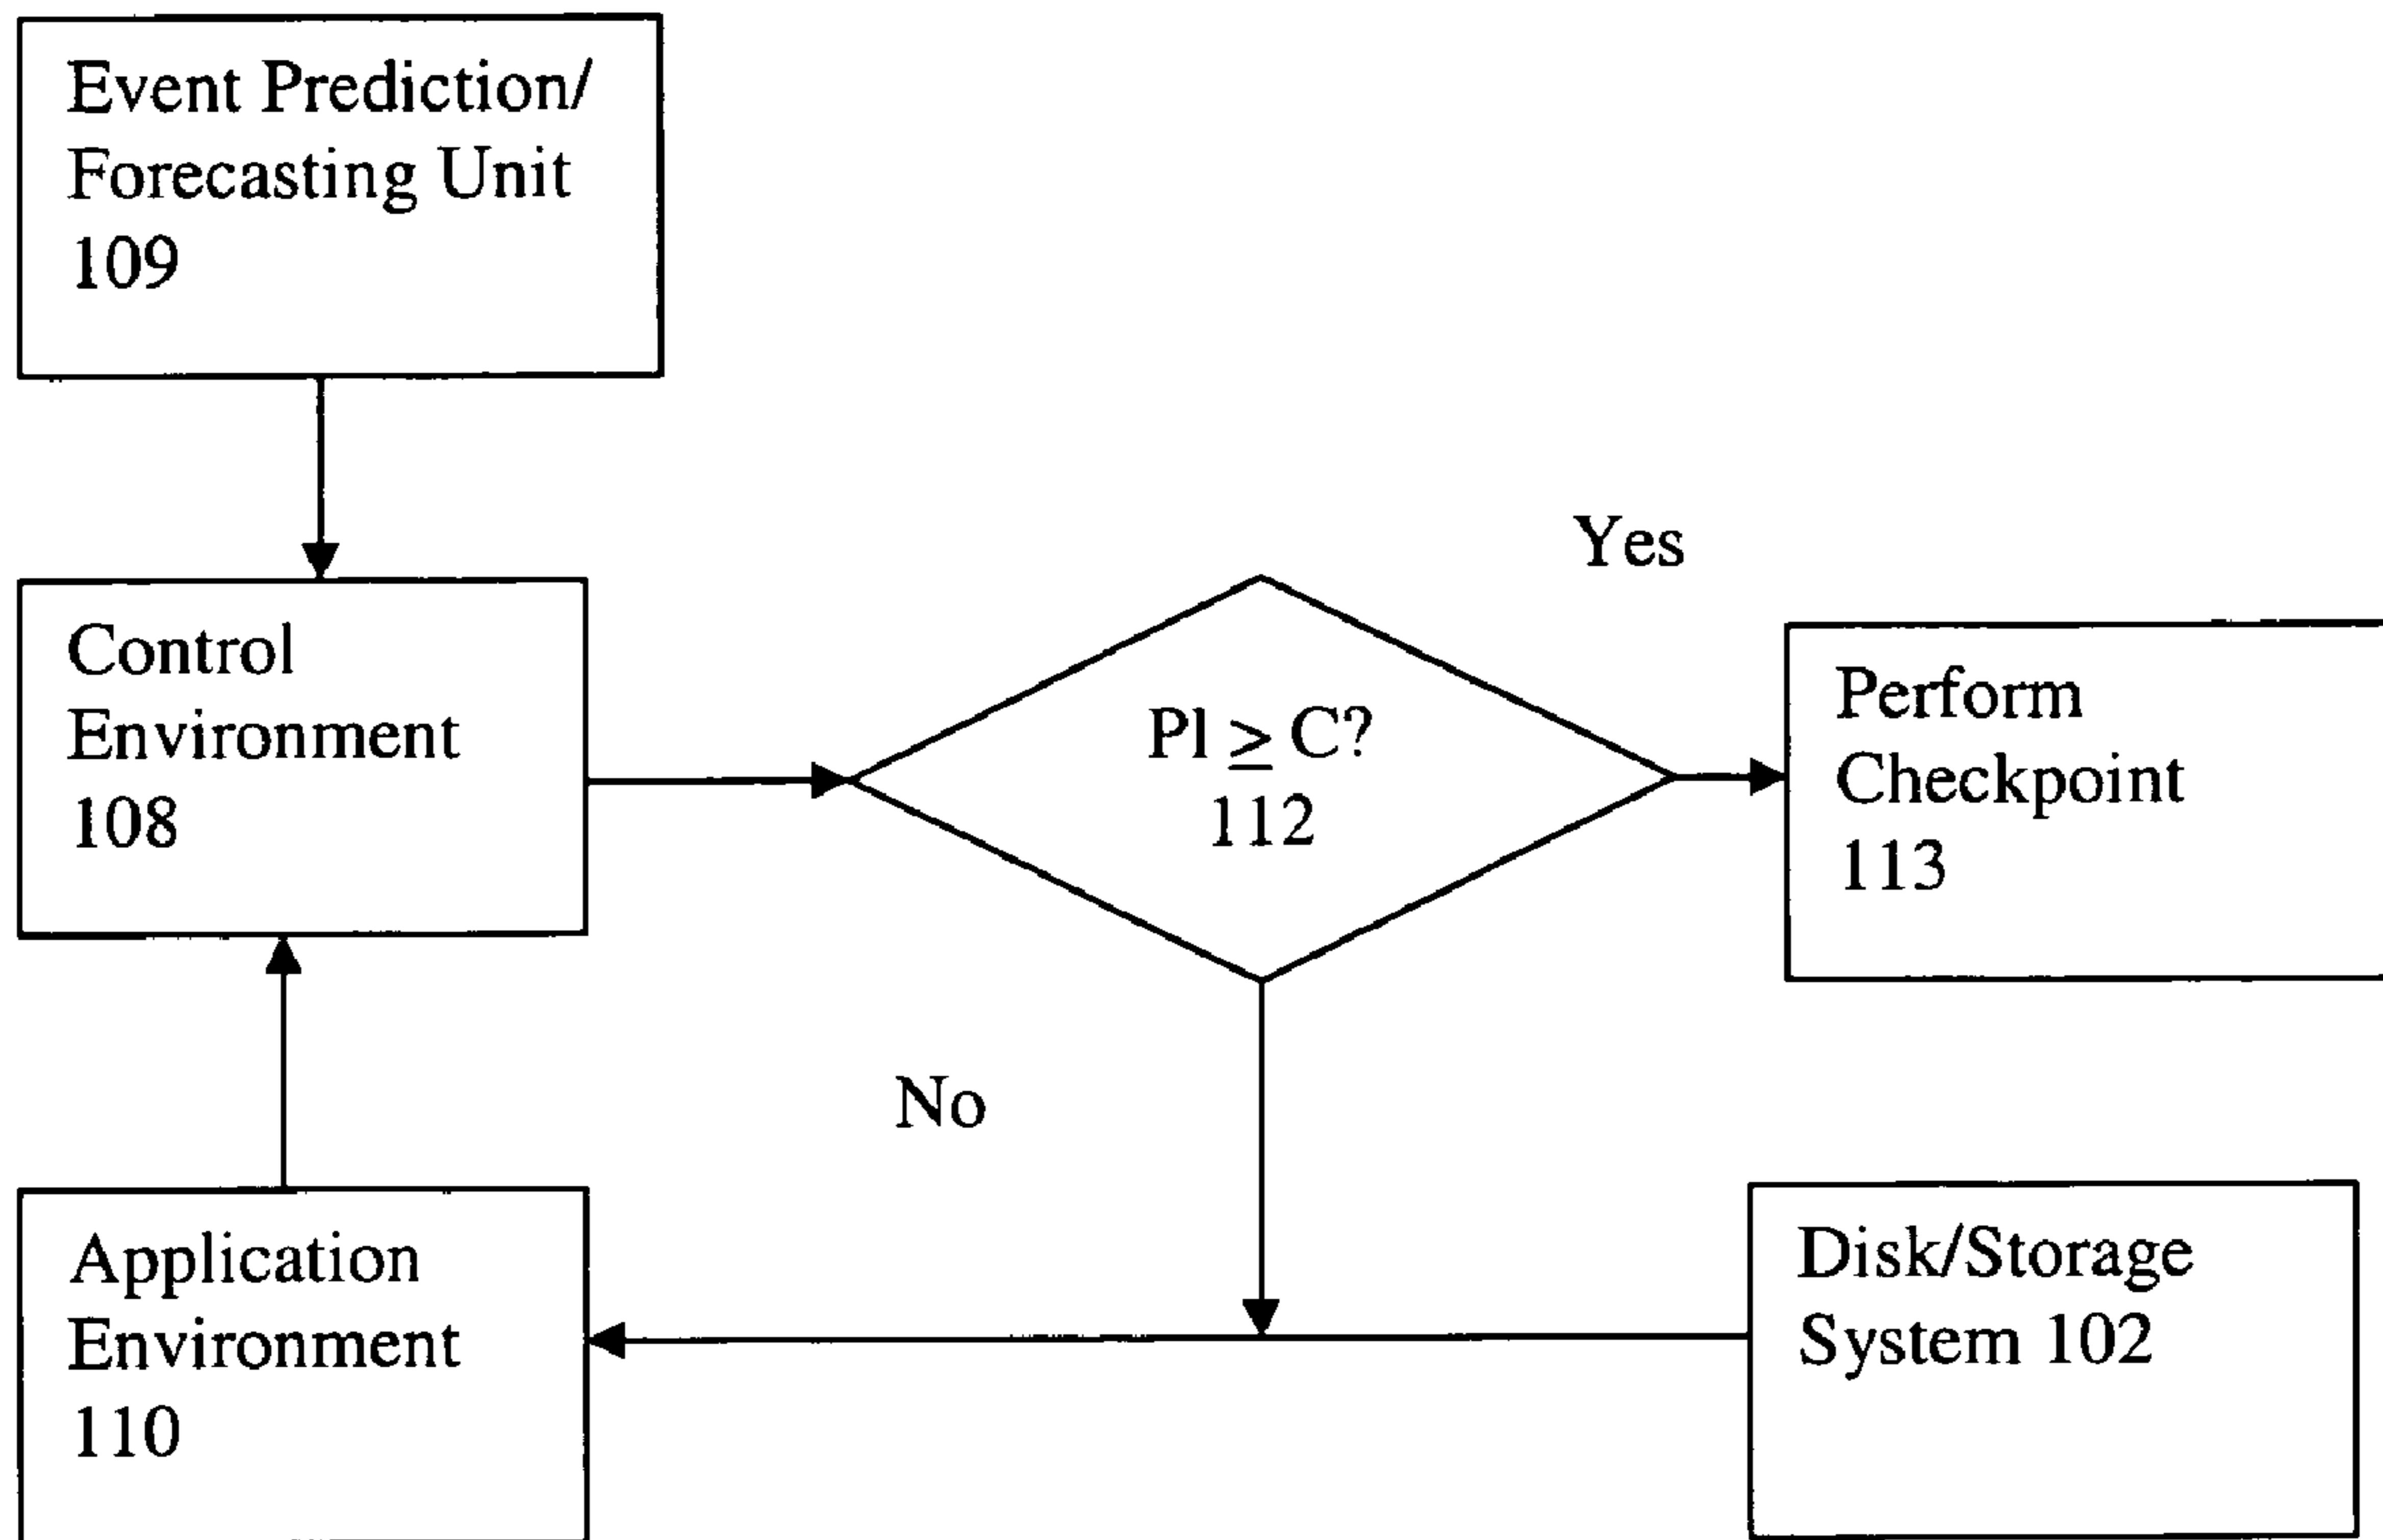 Event Prediction/
Forecasting Unit
109
Yes
Control
Environment
108
Pl ≥ C?
112
Perform
Checkpoint
113
No
Application
Environment
110
Disk/Storage
System 102